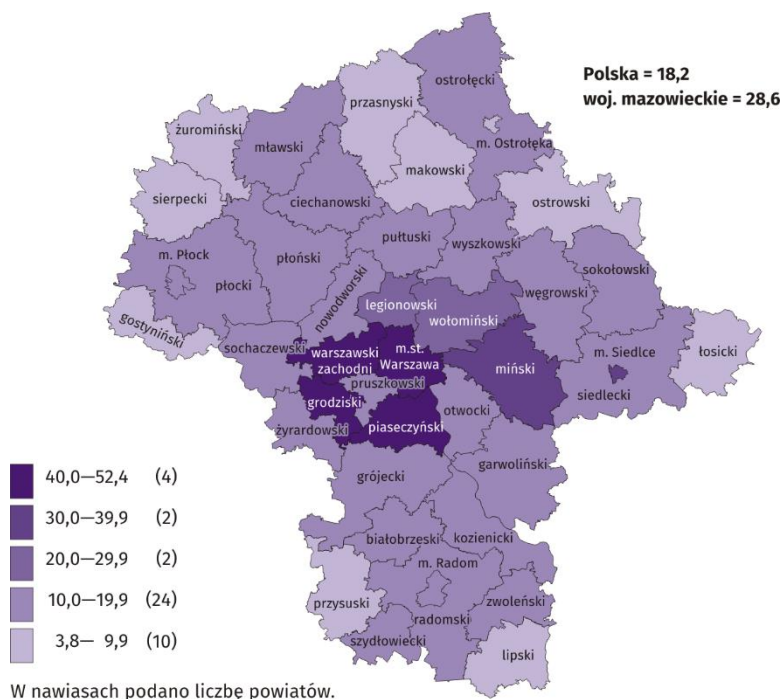 Polska = 18,2
woj. mazowieckie = 28,6
ostrołęcki
przasnyski
żuromiński
mławski
m. Ostrołęka
makowski
sierpecki
ciechanowski
ostrowski
pułtuski
wyszkowski
m. Płock
płoński
sokołowski
płocki
węgrowski
nowodworski
legionowski
wołomiński
gostyniński
sochaczewski
warszawski
zachodni
m.st.
Warszawa
m. Siedlce
łosicki
miński
pruszkowski
siedlecki
grodziski
otwocki
żyrardowski
piaseczyński
garwoliński
grójecki
białobrzeski
kozienicki
m. Radom
przysuski
zwoleński
radomski
szydłowiecki
lipski
40,0—52,4 (4)
30,0—39,9 (2)
20,0—29,9 (2)
10,0—19,9 (24)
3,8— 9,9 (10)
W nawiasach podano liczbę powiatów.